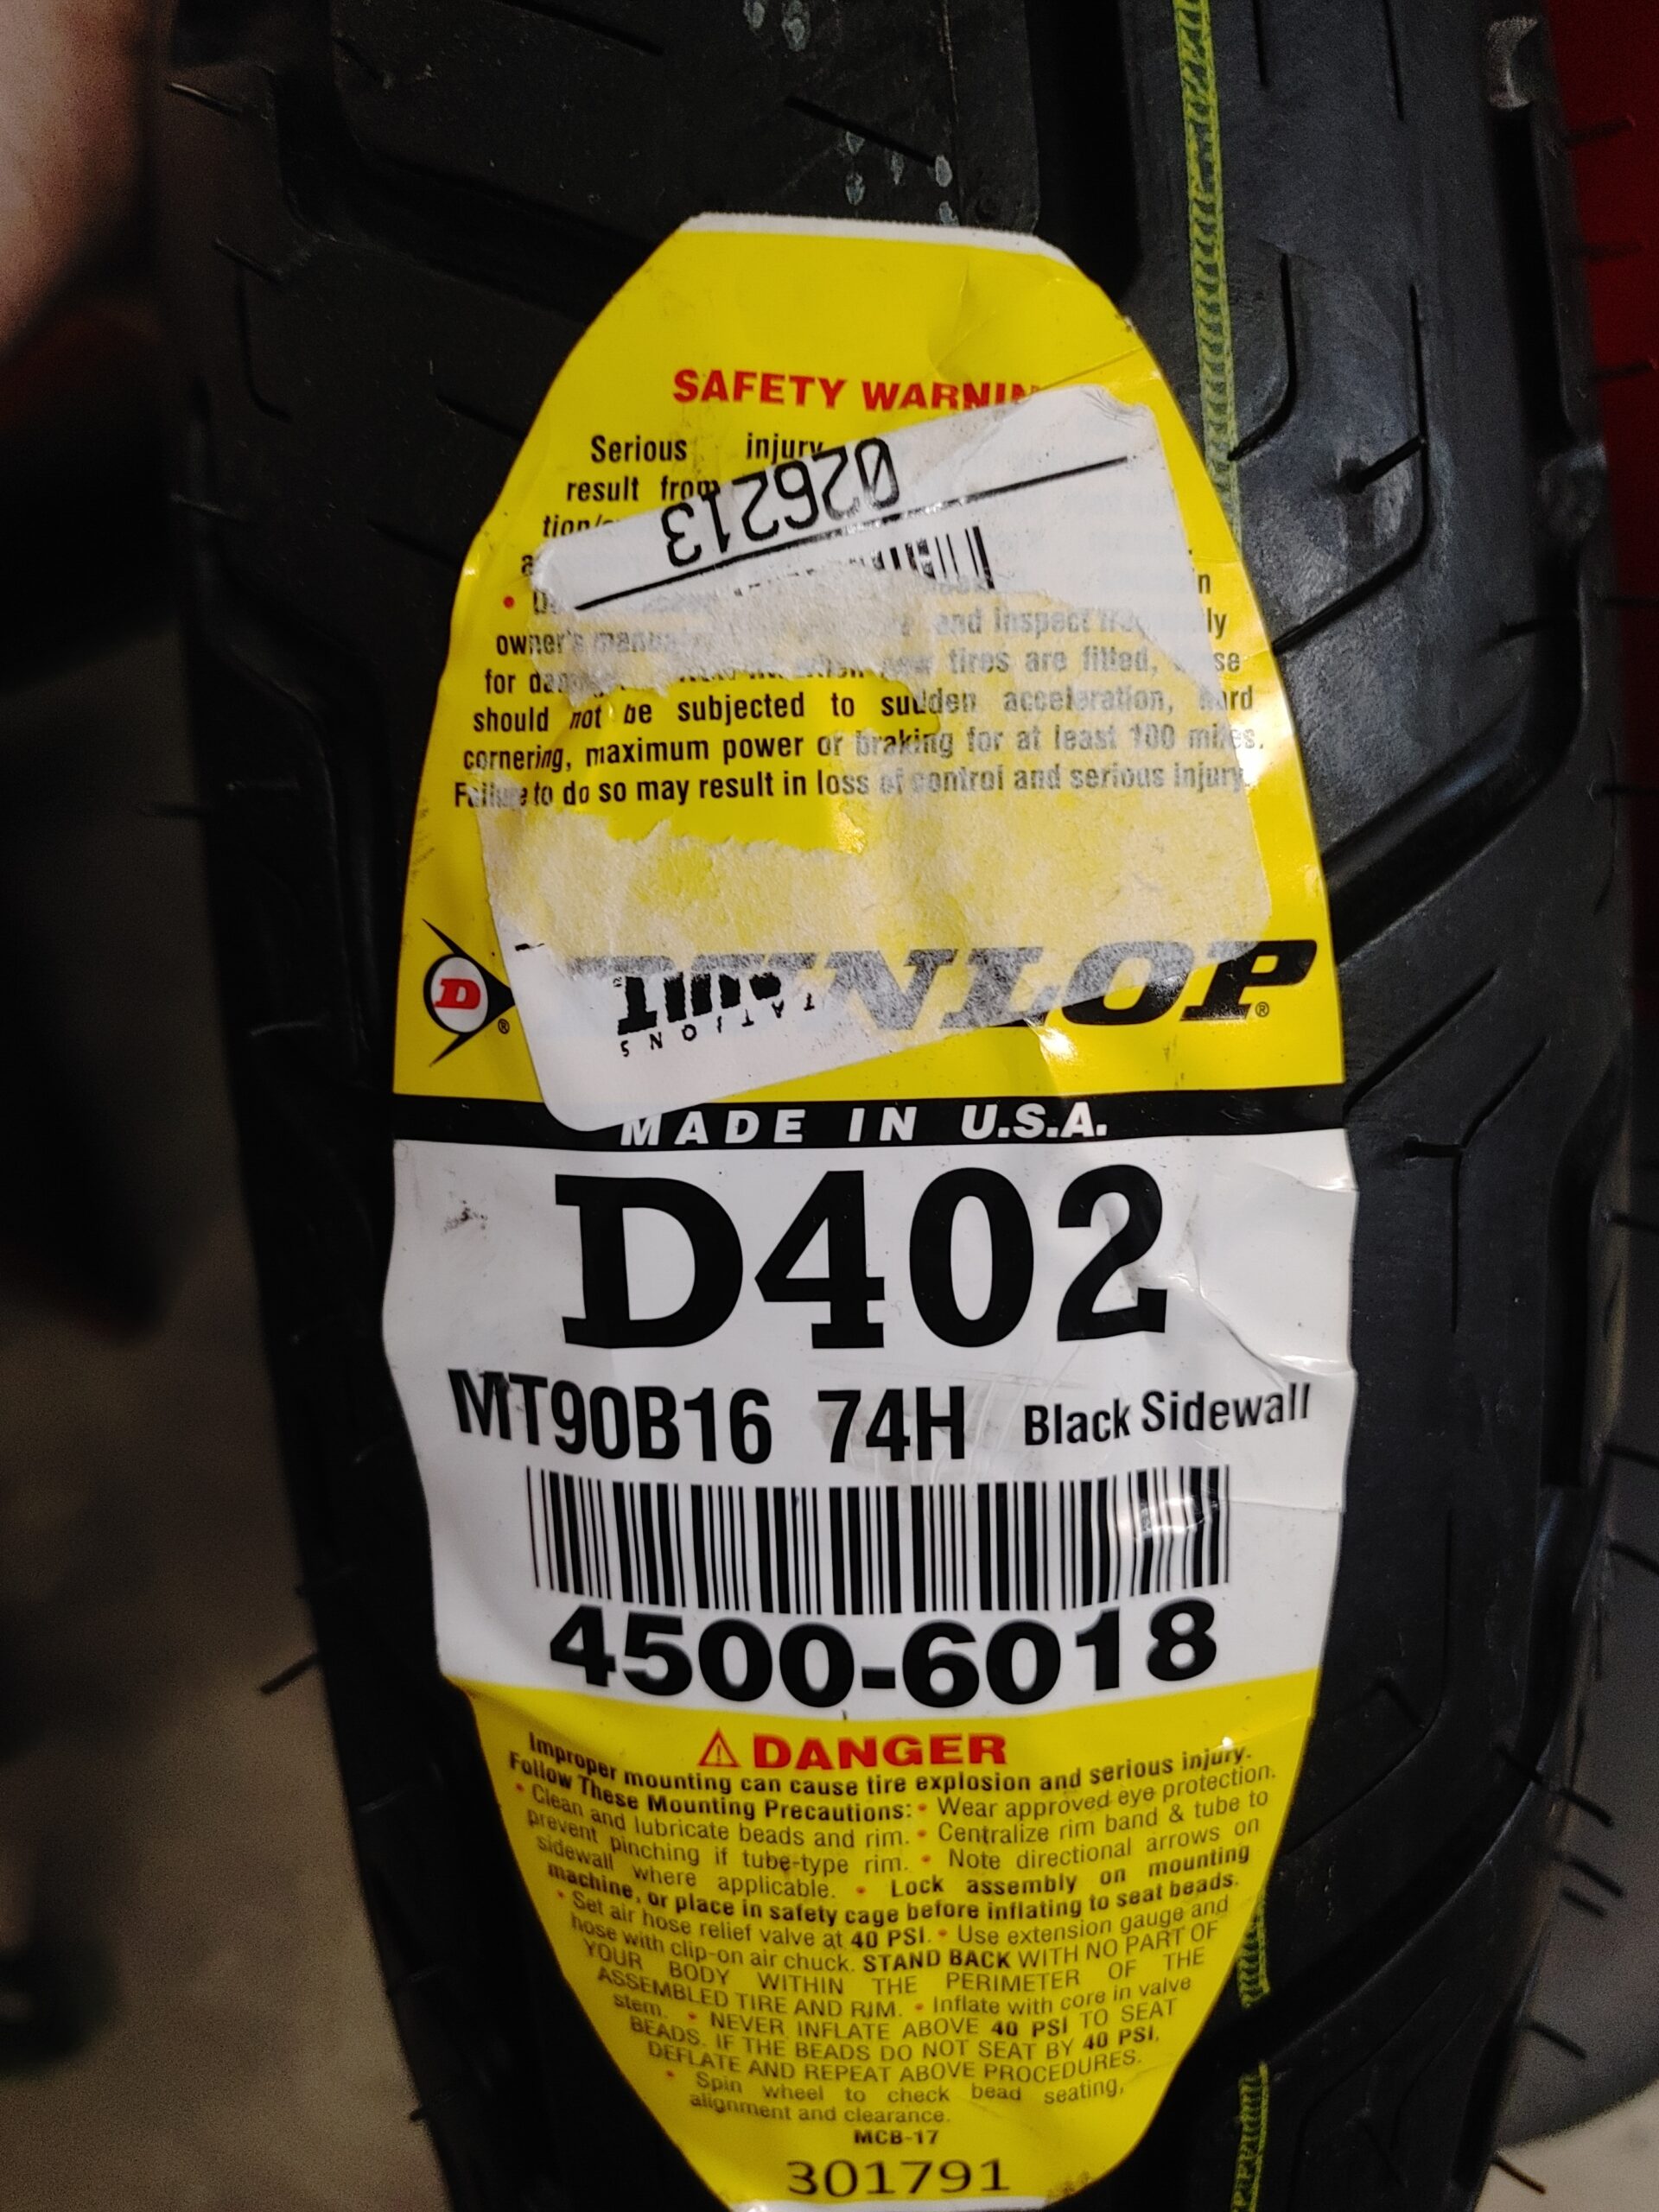 SAFETY WARNIN
Serious injury
result from
026213
owner's and inspect
for tires are fitted,
should not be subjected to sudden acceleration, hard
cornering, maximum power or braking for at least 100 miles.
Failure to do so may result in loss of control and serious injury.
D ® DUNLOP®
MADE IN U.S.A.
D402
MT90B16 74H Black Sidewall
4500-6018
⚠ DANGER
Improper mounting can cause tire explosion and serious injury.
Follow These Mounting Precautions: • Wear approved eye protection.
• Clean and lubricate beads and rim. • Centralize rim band & tube to
prevent pinching if tube-type rim. • Note directional arrows on
sidewall where applicable. • Lock assembly on mounting
machine, or place in safety cage before inflating to seat beads.
• Set air hose relief valve at 40 PSI. • Use extension gauge and
hose with clip-on air chuck. STAND BACK WITH NO PART OF
YOUR BODY WITHIN THE PERIMETER OF THE
ASSEMBLED TIRE AND RIM. • Inflate with core in valve
stem. • NEVER INFLATE ABOVE 40 PSI TO SEAT
BEADS. IF THE BEADS DO NOT SEAT BY 40 PSI,
DEFLATE AND REPEAT ABOVE PROCEDURES.
• Spin wheel to check bead seating,
alignment and clearance.
MCB-17
301791